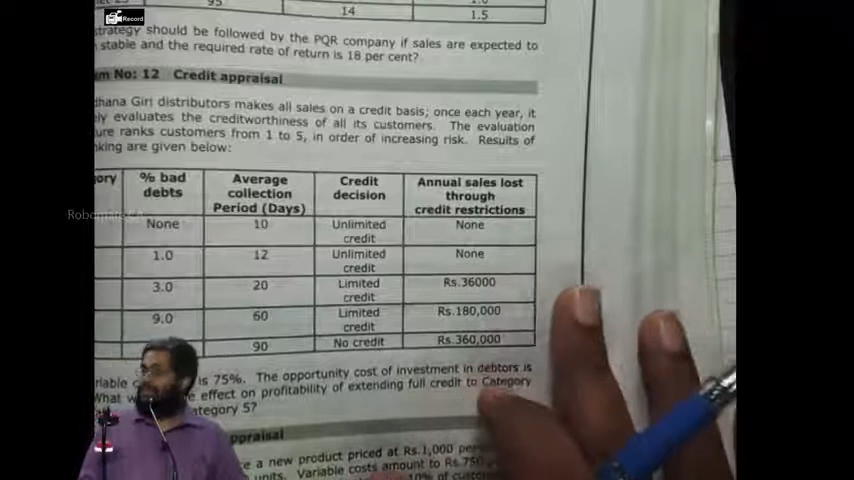 Record
14
1.5
strategy should be followed by the PQR company if sales are expected to
stable and the required rate of return is 18 per cent?
m No: 12 Credit appraisal
dhana Giri distributors makes all sales on a credit basis; once each year, it
ly evaluates the creditworthiness of all its customers. The evaluation
ure ranks customers from 1 to 5, in order of increasing risk. Results of
king are given below:
ory
% bad debts
Average collection Period (Days)
Credit decision
Annual sales lost through credit restrictions
None 10 Unlimited credit None
1.0 12 Unlimited credit None
3.0 20 Limited credit Rs.36000
9.0 60 Limited credit Rs.180,000
90 No credit Rs.360,000
riable c is 75%. The opportunity cost of investment in debtors is
What w e effect on profitability of extending full credit to Category
ategory 5?
ppraisal
e a new product priced at Rs.1,000 per
units. Variable costs amount to Rs.750
10% of custom